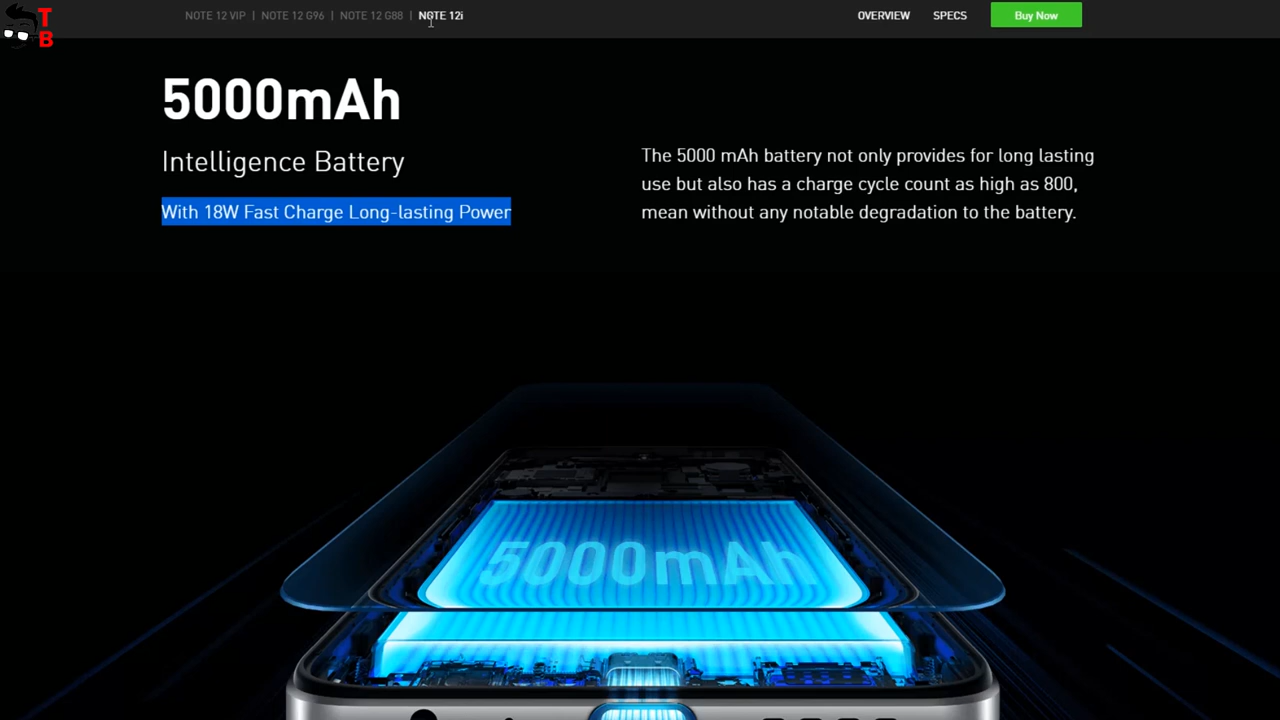 T
B
NOTE 12 VIP | NOTE 12 G96 | NOTE 12 G88 | NOTE 12i
OVERVIEW SPECS Buy Now
5000mAh
Intelligence Battery
With 18W Fast Charge Long-lasting Power
The 5000 mAh battery not only provides for long lasting
use but also has a charge cycle count as high as 800,
mean without any notable degradation to the battery.
5000mAh